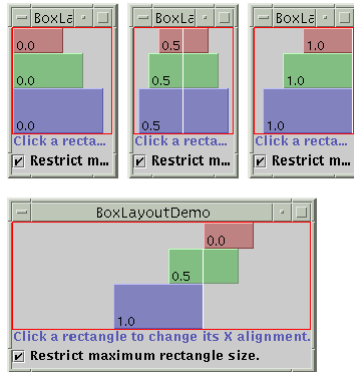 BoxLa
0.0
0.0
0.0
Click a recta...
Restrict m...
BoxLa
0.5
0.5
0.5
Click a recta...
Restrict m...
BoxLa
1.0
1.0
1.0
Click a recta...
Restrict m...
BoxLayoutDemo
0.0
0.5
1.0
Click a rectangle to change its X alignment.
Restrict maximum rectangle size.